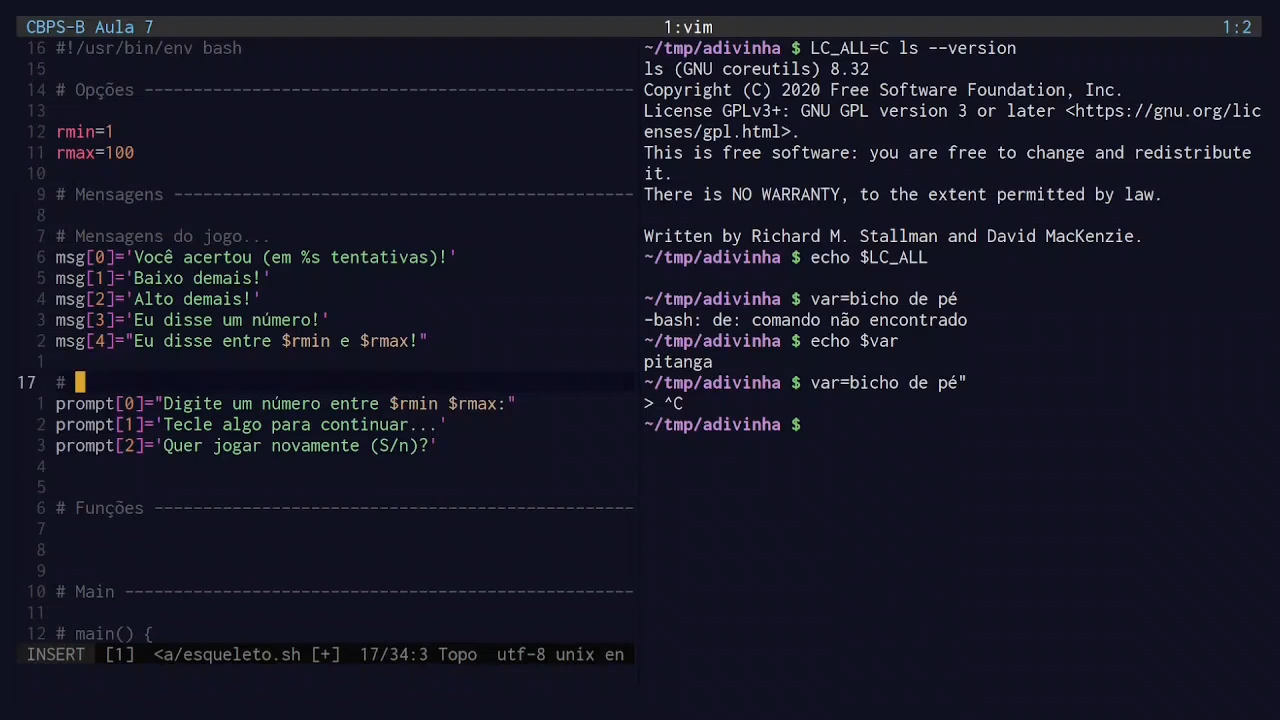 CBPS-B Aula 7
1:vim
1:2
16 #!/usr/bin/env bash
15
14 # Opções --------------------------------------------------
13
12 rmin=1
11 rmax=100
10
9 # Mensagens -----------------------------------------------
8
7 # Mensagens do jogo...
6 msg[0]='Você acertou (em %s tentativas)!'
5 msg[1]='Baixo demais!'
4 msg[2]='Alto demais!'
3 msg[3]='Eu disse um número!'
2 msg[4]="Eu disse entre $rmin e $rmax!"
1
17 #
1 prompt[0]="Digite um número entre $rmin $rmax:"
2 prompt[1]='Tecle algo para continuar...'
3 prompt[2]='Quer jogar novamente (S/n)?'
4
5
6 # Funções -------------------------------------------------
7
8
9
10 # Main ----------------------------------------------------
11
12 # main() {
INSERT [1] <a/esqueleto.sh [+] 17/34:3 Topo utf-8 unix en
~/tmp/adivinha $ LC_ALL=C ls --version
ls (GNU coreutils) 8.32
Copyright (C) 2020 Free Software Foundation, Inc.
License GPLv3+: GNU GPL version 3 or later <https://gnu.org/lic
enses/gpl.html>.
This is free software: you are free to change and redistribute
it.
There is NO WARRANTY, to the extent permitted by law.
Written by Richard M. Stallman and David MacKenzie.
~/tmp/adivinha $ echo $LC_ALL
~/tmp/adivinha $ var=bicho de pé
-bash: de: comando não encontrado
~/tmp/adivinha $ echo $var
pitanga
~/tmp/adivinha $ var=bicho de pé"
> ^C
~/tmp/adivinha $